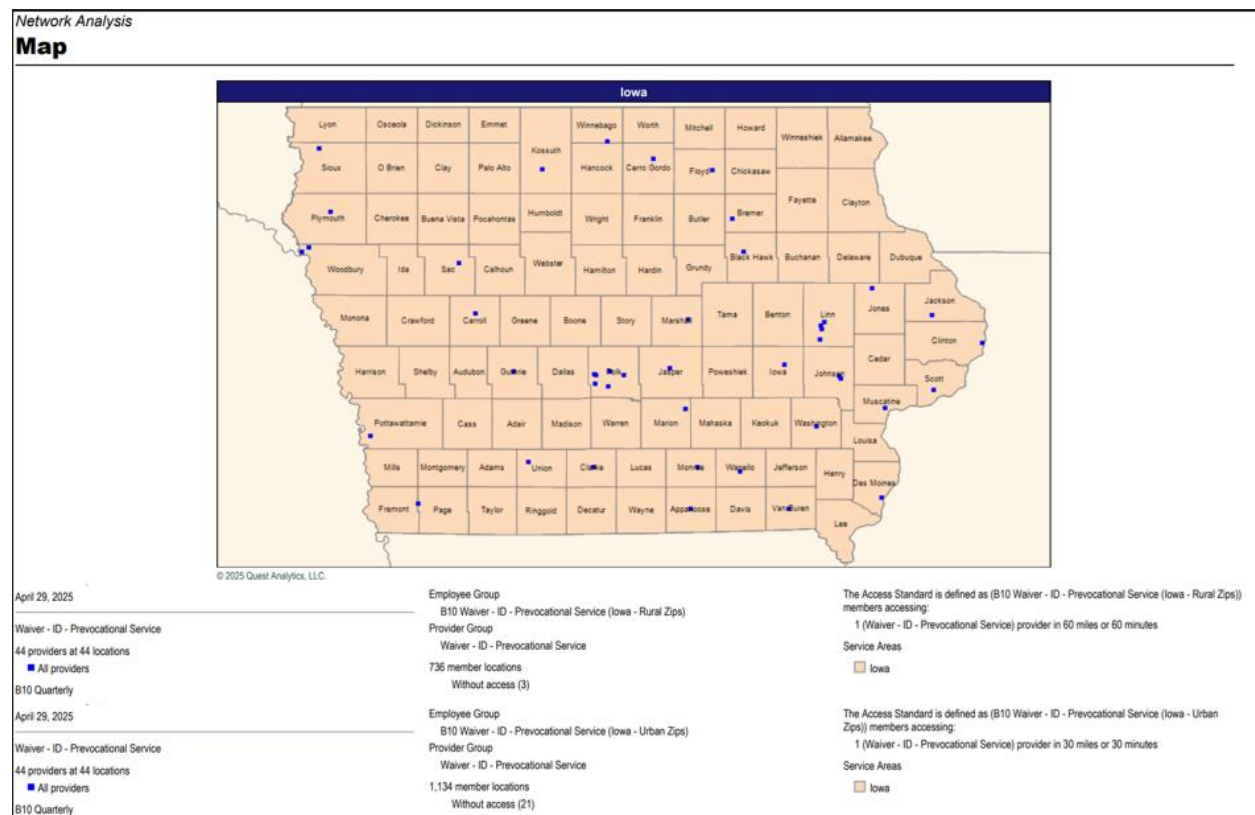 Network Analysis
Map
Iowa
Lyon Osceola Dickinson Emmet Winnebago Worth Mitchell Howard Winneshiek Allamakee
Kossuth
Sioux O Brien Clay Palo Alto Hancock Cerro Gordo Floyd Chickasaw
Fayette Clayton
Plymouth Cherokee Buena Vista Pocahontas Humboldt Wright Franklin Butler Bremer
Woodbury Ida Sac Calhoun Webster Hamilton Hardin Grundy Black Hawk Buchanan Delaware Dubuque
Monona Crawford Carroll Greene Boone Story Marshall Tama Benton Linn Jones Jackson
Clinton
Harrison Shelby Audubon Guthrie Dallas Polk Jasper Poweshiek Iowa Johnson Cedar
Scott
Muscatine
Pottawattamie Cass Adair Madison Warren Marion Mahaska Keokuk Washington
Louisa
Mills Montgomery Adams Union Clarke Lucas Monroe Wapello Jefferson Henry
Des Moines
Fremont Page Taylor Ringgold Decatur Wayne Appanoose Davis Van Buren
Lee
© 2025 Quest Analytics, LLC.
April 29, 2025
Waiver - ID - Prevocational Service
44 providers at 44 locations
All providers
B10 Quarterly
Employee Group
B10 Waiver - ID - Prevocational Service (Iowa - Rural Zips)
Provider Group
Waiver - ID - Prevocational Service
736 member locations
Without access (3)
The Access Standard is defined as (B10 Waiver - ID - Prevocational Service (Iowa - Rural Zips))
members accessing:
1 (Waiver - ID - Prevocational Service) provider in 60 miles or 60 minutes
Service Areas
Iowa
April 29, 2025
Waiver - ID - Prevocational Service
44 providers at 44 locations
All providers
B10 Quarterly
Employee Group
B10 Waiver - ID - Prevocational Service (Iowa - Urban Zips)
Provider Group
Waiver - ID - Prevocational Service
1,134 member locations
Without access (21)
The Access Standard is defined as (B10 Waiver - ID - Prevocational Service (Iowa - Urban
Zips)) members accessing:
1 (Waiver - ID - Prevocational Service) provider in 30 miles or 30 minutes
Service Areas
Iowa